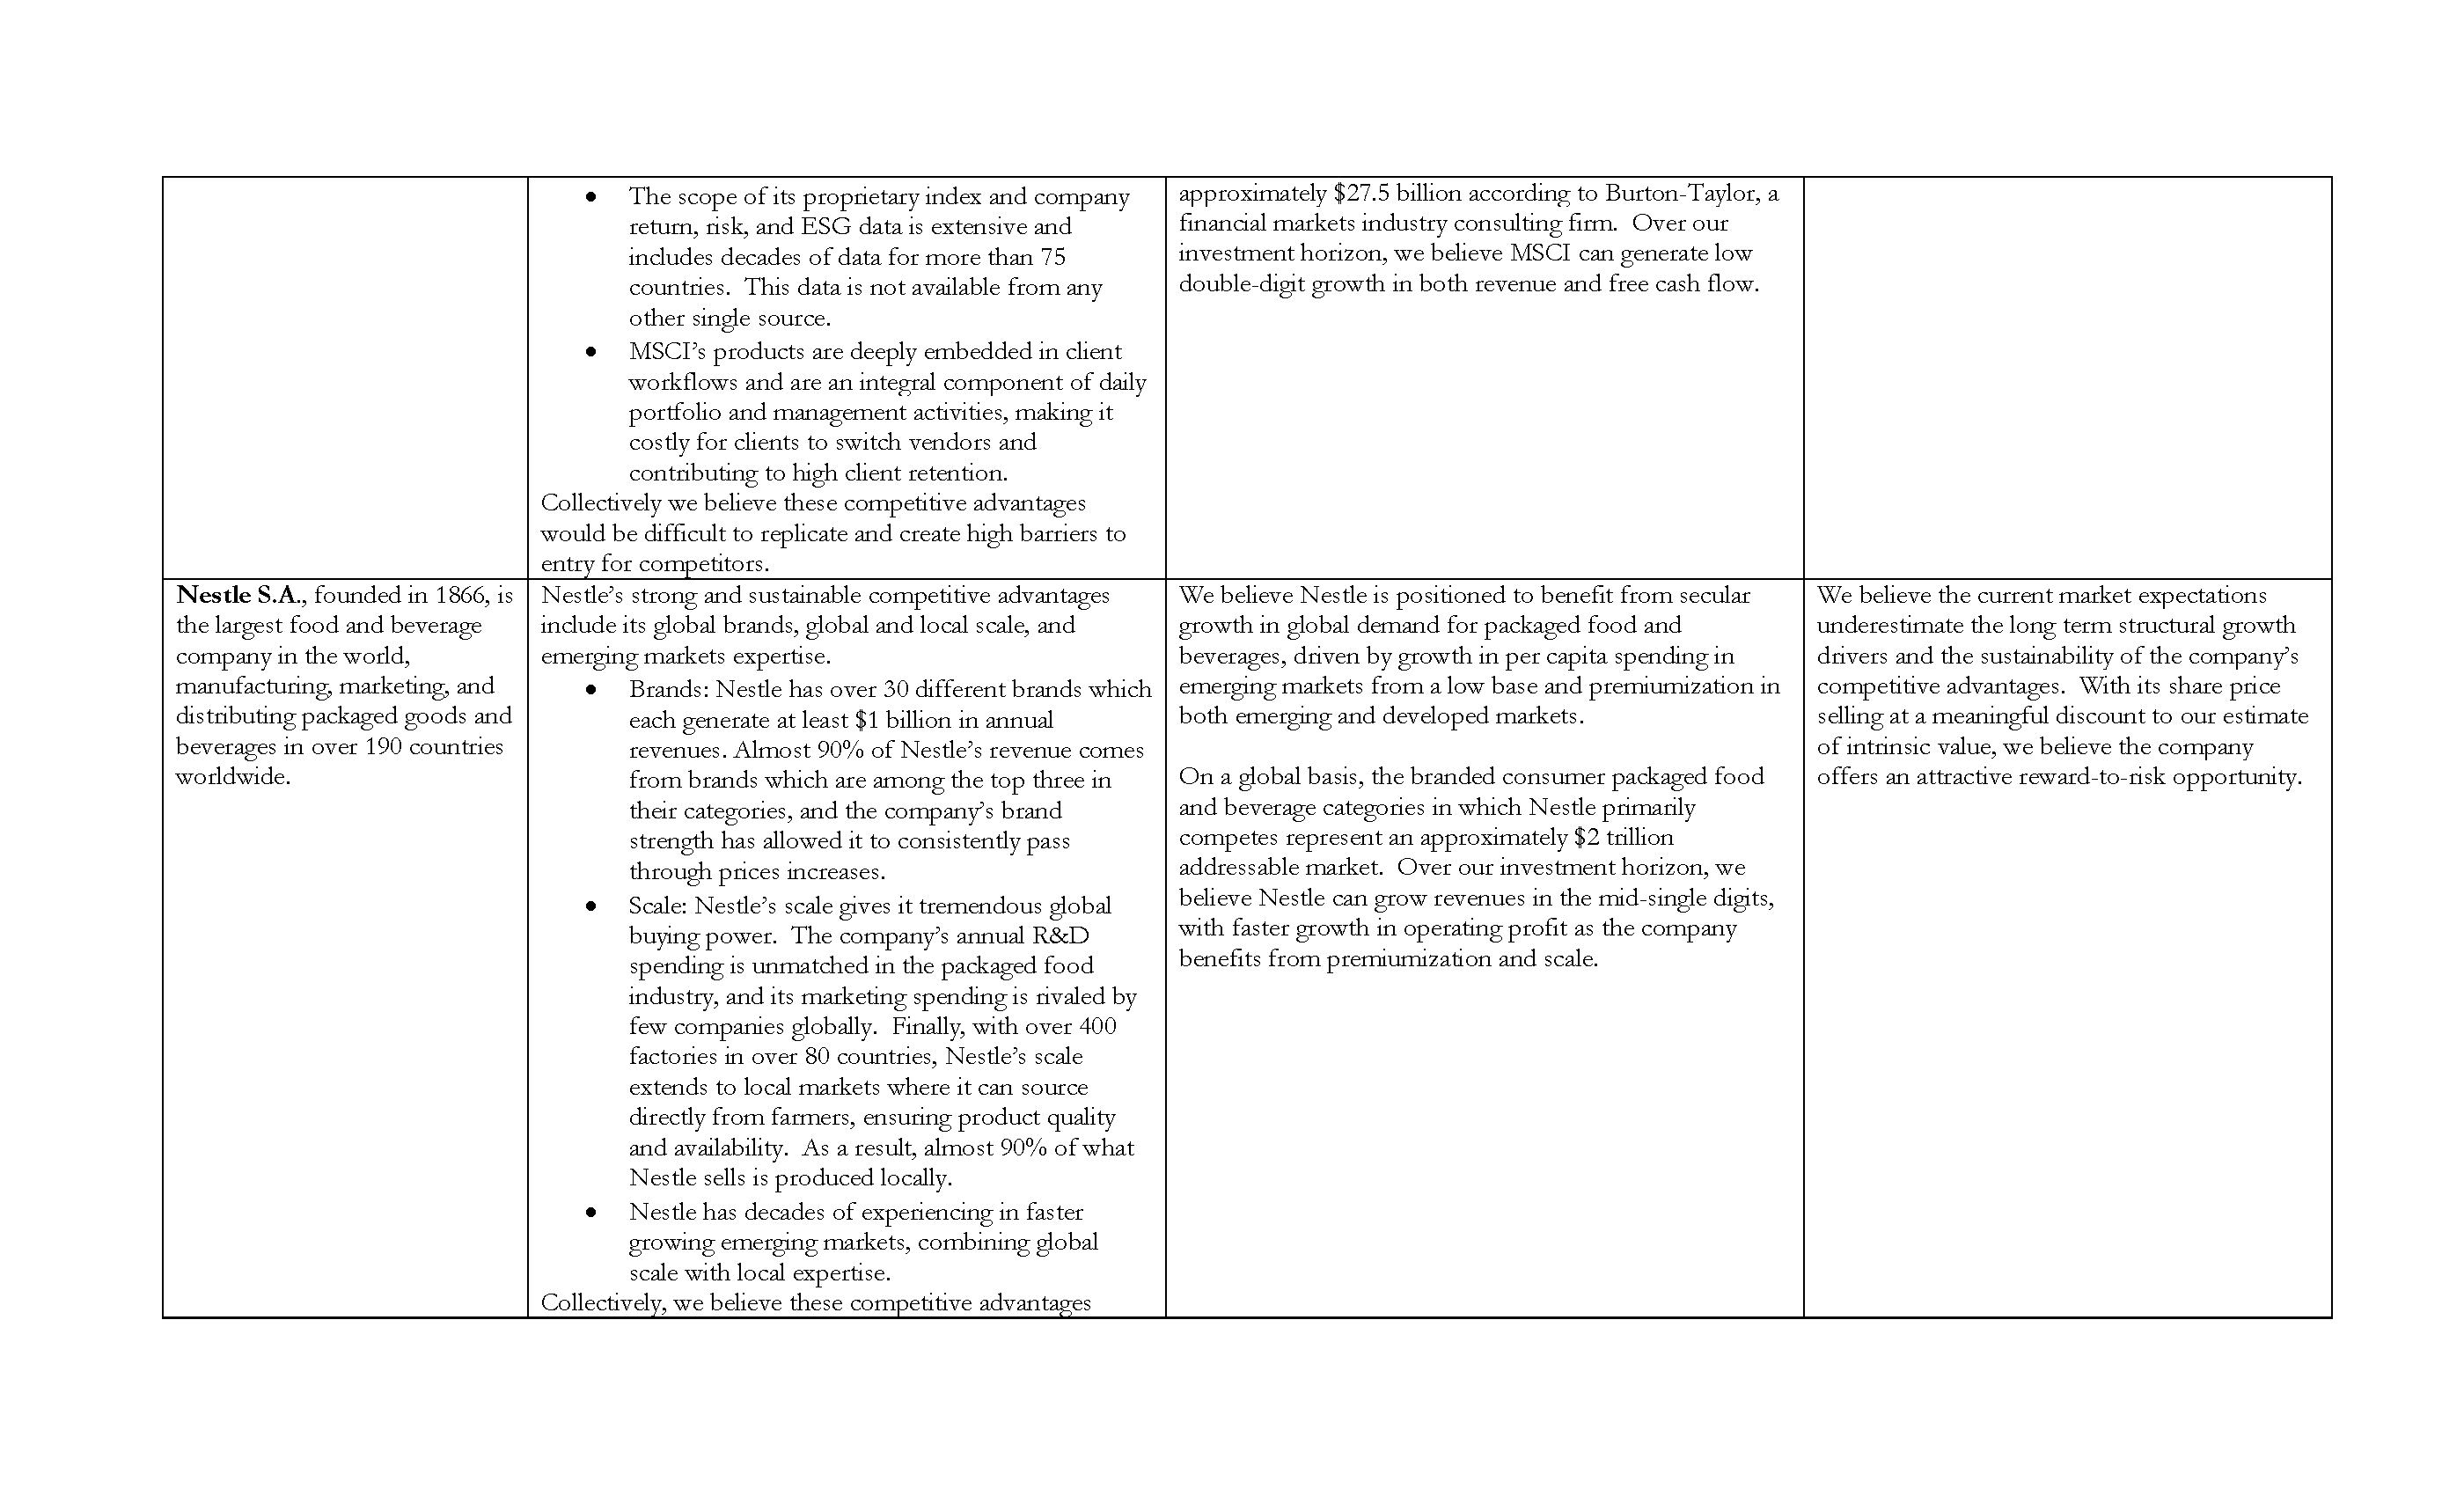 • The scope of its proprietary index and company
return, risk, and ESG data is extensive and
includes decades of data for more than 75
countries.  This data is not available from any
other single source.
• MSCI’s products are deeply embedded in client
workflows and are an integral component of daily
portfolio and management activities, making it
costly for clients to switch vendors and
contributing to high client retention.
Collectively we believe these competitive advantages
would be difficult to replicate and create high barriers to
entry for competitors.
approximately $27.5 billion according to Burton-Taylor, a
financial markets industry consulting firm.  Over our
investment horizon, we believe MSCI can generate low
double-digit growth in both revenue and free cash flow.
Nestle S.A., founded in 1866, is
the largest food and beverage
company in the world,
manufacturing, marketing, and
distributing packaged goods and
beverages in over 190 countries
worldwide.
Nestle’s strong and sustainable competitive advantages
include its global brands, global and local scale, and
emerging markets expertise.
• Brands: Nestle has over 30 different brands which
each generate at least $1 billion in annual
revenues. Almost 90% of Nestle’s revenue comes
from brands which are among the top three in
their categories, and the company’s brand
strength has allowed it to consistently pass
through prices increases.
• Scale: Nestle’s scale gives it tremendous global
buying power.  The company’s annual R&D
spending is unmatched in the packaged food
industry, and its marketing spending is rivaled by
few companies globally.  Finally, with over 400
factories in over 80 countries, Nestle’s scale
extends to local markets where it can source
directly from farmers, ensuring product quality
and availability.  As a result, almost 90% of what
Nestle sells is produced locally.
• Nestle has decades of experiencing in faster
growing emerging markets, combining global
scale with local expertise.
Collectively, we believe these competitive advantages
We believe Nestle is positioned to benefit from secular
growth in global demand for packaged food and
beverages, driven by growth in per capita spending in
emerging markets from a low base and premiumization in
both emerging and developed markets.
On a global basis, the branded consumer packaged food
and beverage categories in which Nestle primarily
competes represent an approximately $2 trillion
addressable market.  Over our investment horizon, we
believe Nestle can grow revenues in the mid-single digits,
with faster growth in operating profit as the company
benefits from premiumization and scale.
We believe the current market expectations
underestimate the long term structural growth
drivers and the sustainability of the company’s
competitive advantages.  With its share price
selling at a meaningful discount to our estimate
of intrinsic value, we believe the company
offers an attractive reward-to-risk opportunity.